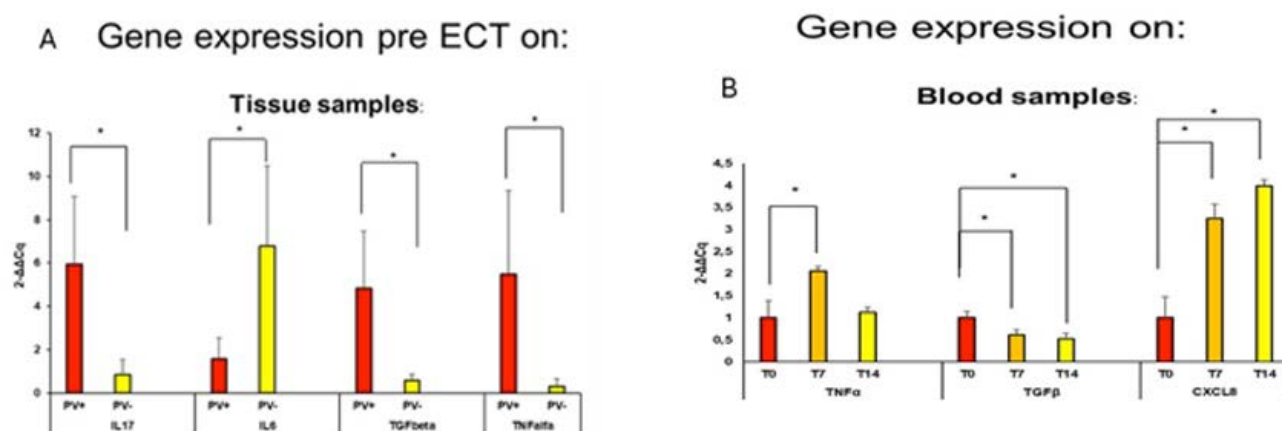 A Gene expression pre ECT on:
Tissue samples:
12
10
8
6
4
2
0
2-ΔΔCq
* * * *
PV+ PV- PV+ PV- PV+ PV- PV+ PV-
IL17 IL6 TGFbeta TNFalfa
Gene expression on:
B Blood samples:
4,5
4
3,5
3
2,5
2
1,5
1
0,5
0
2-ΔΔCq
* * * * *
T0 T7 T14 T0 T7 T14 T0 T7 T14
TNFα TGFβ CXCL8